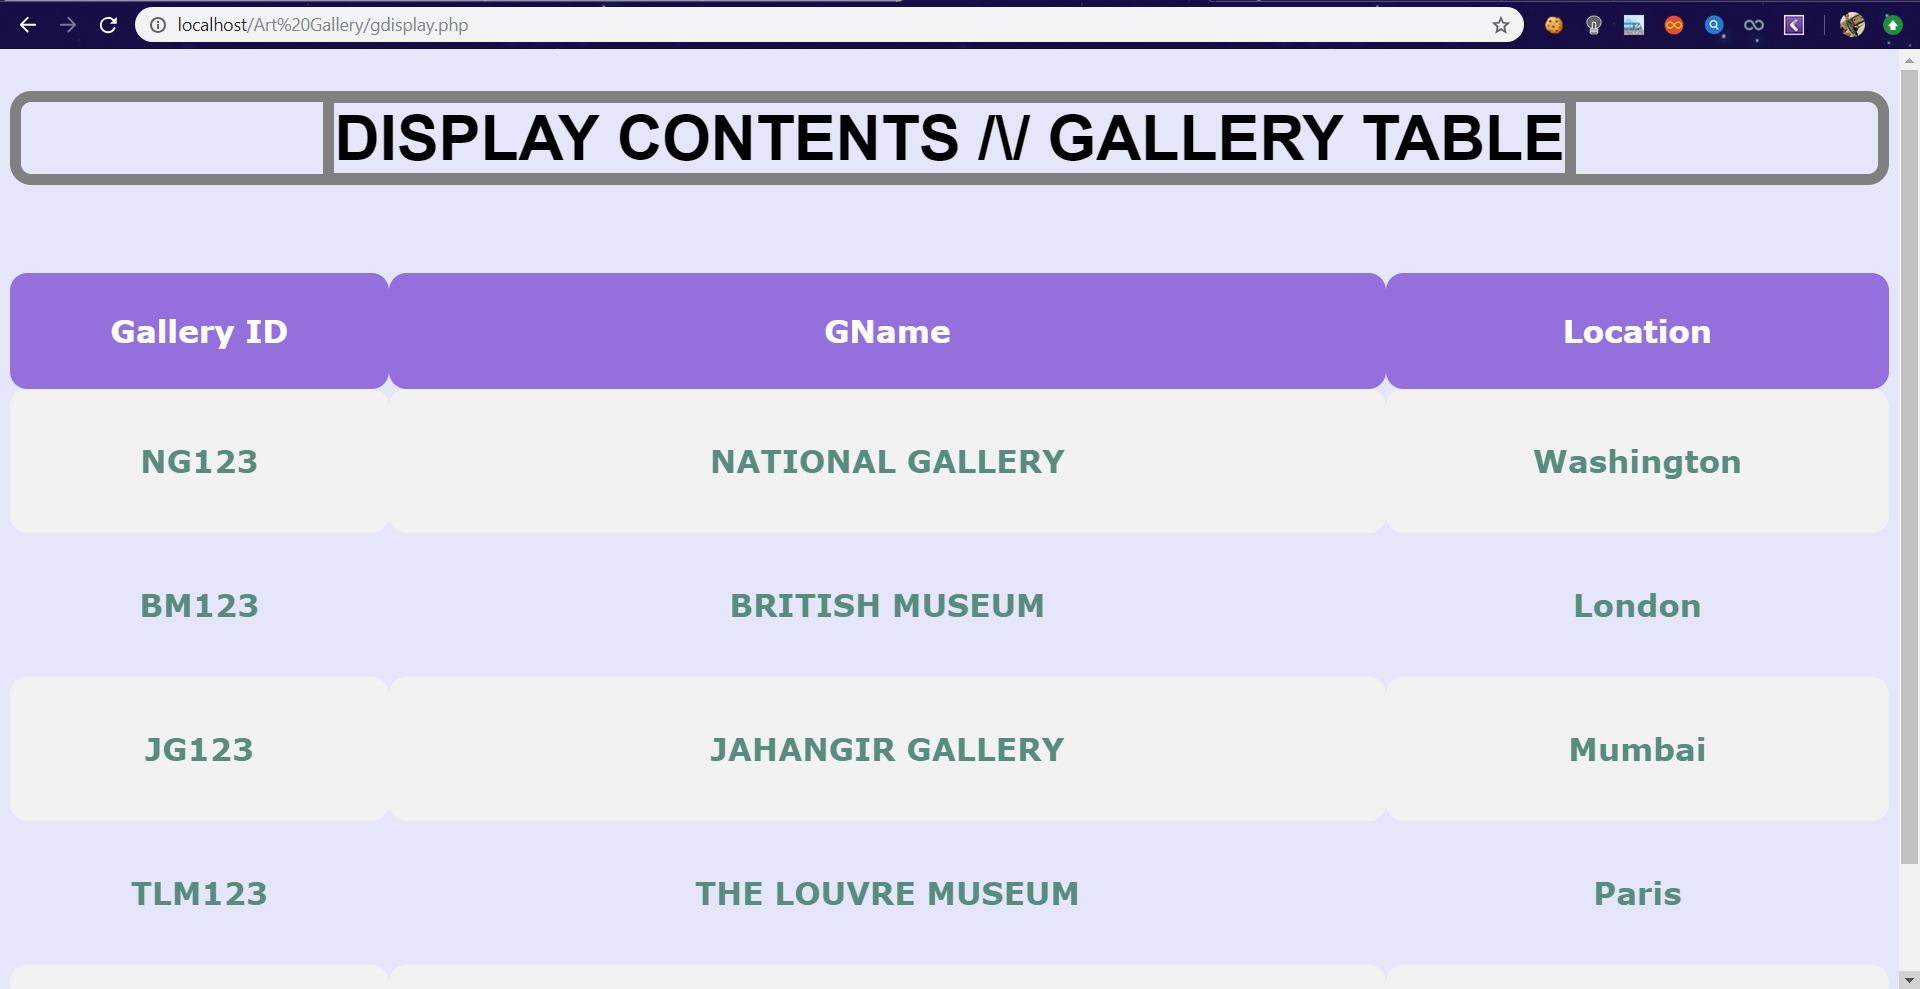 localhost/Art%20Gallery/gdisplay.php
DISPLAY CONTENTS /\/ GALLERY TABLE
Gallery ID GName Location
NG123 NATIONAL GALLERY Washington
BM123 BRITISH MUSEUM London
JG123 JAHANGIR GALLERY Mumbai
TLM123 THE LOUVRE MUSEUM Paris